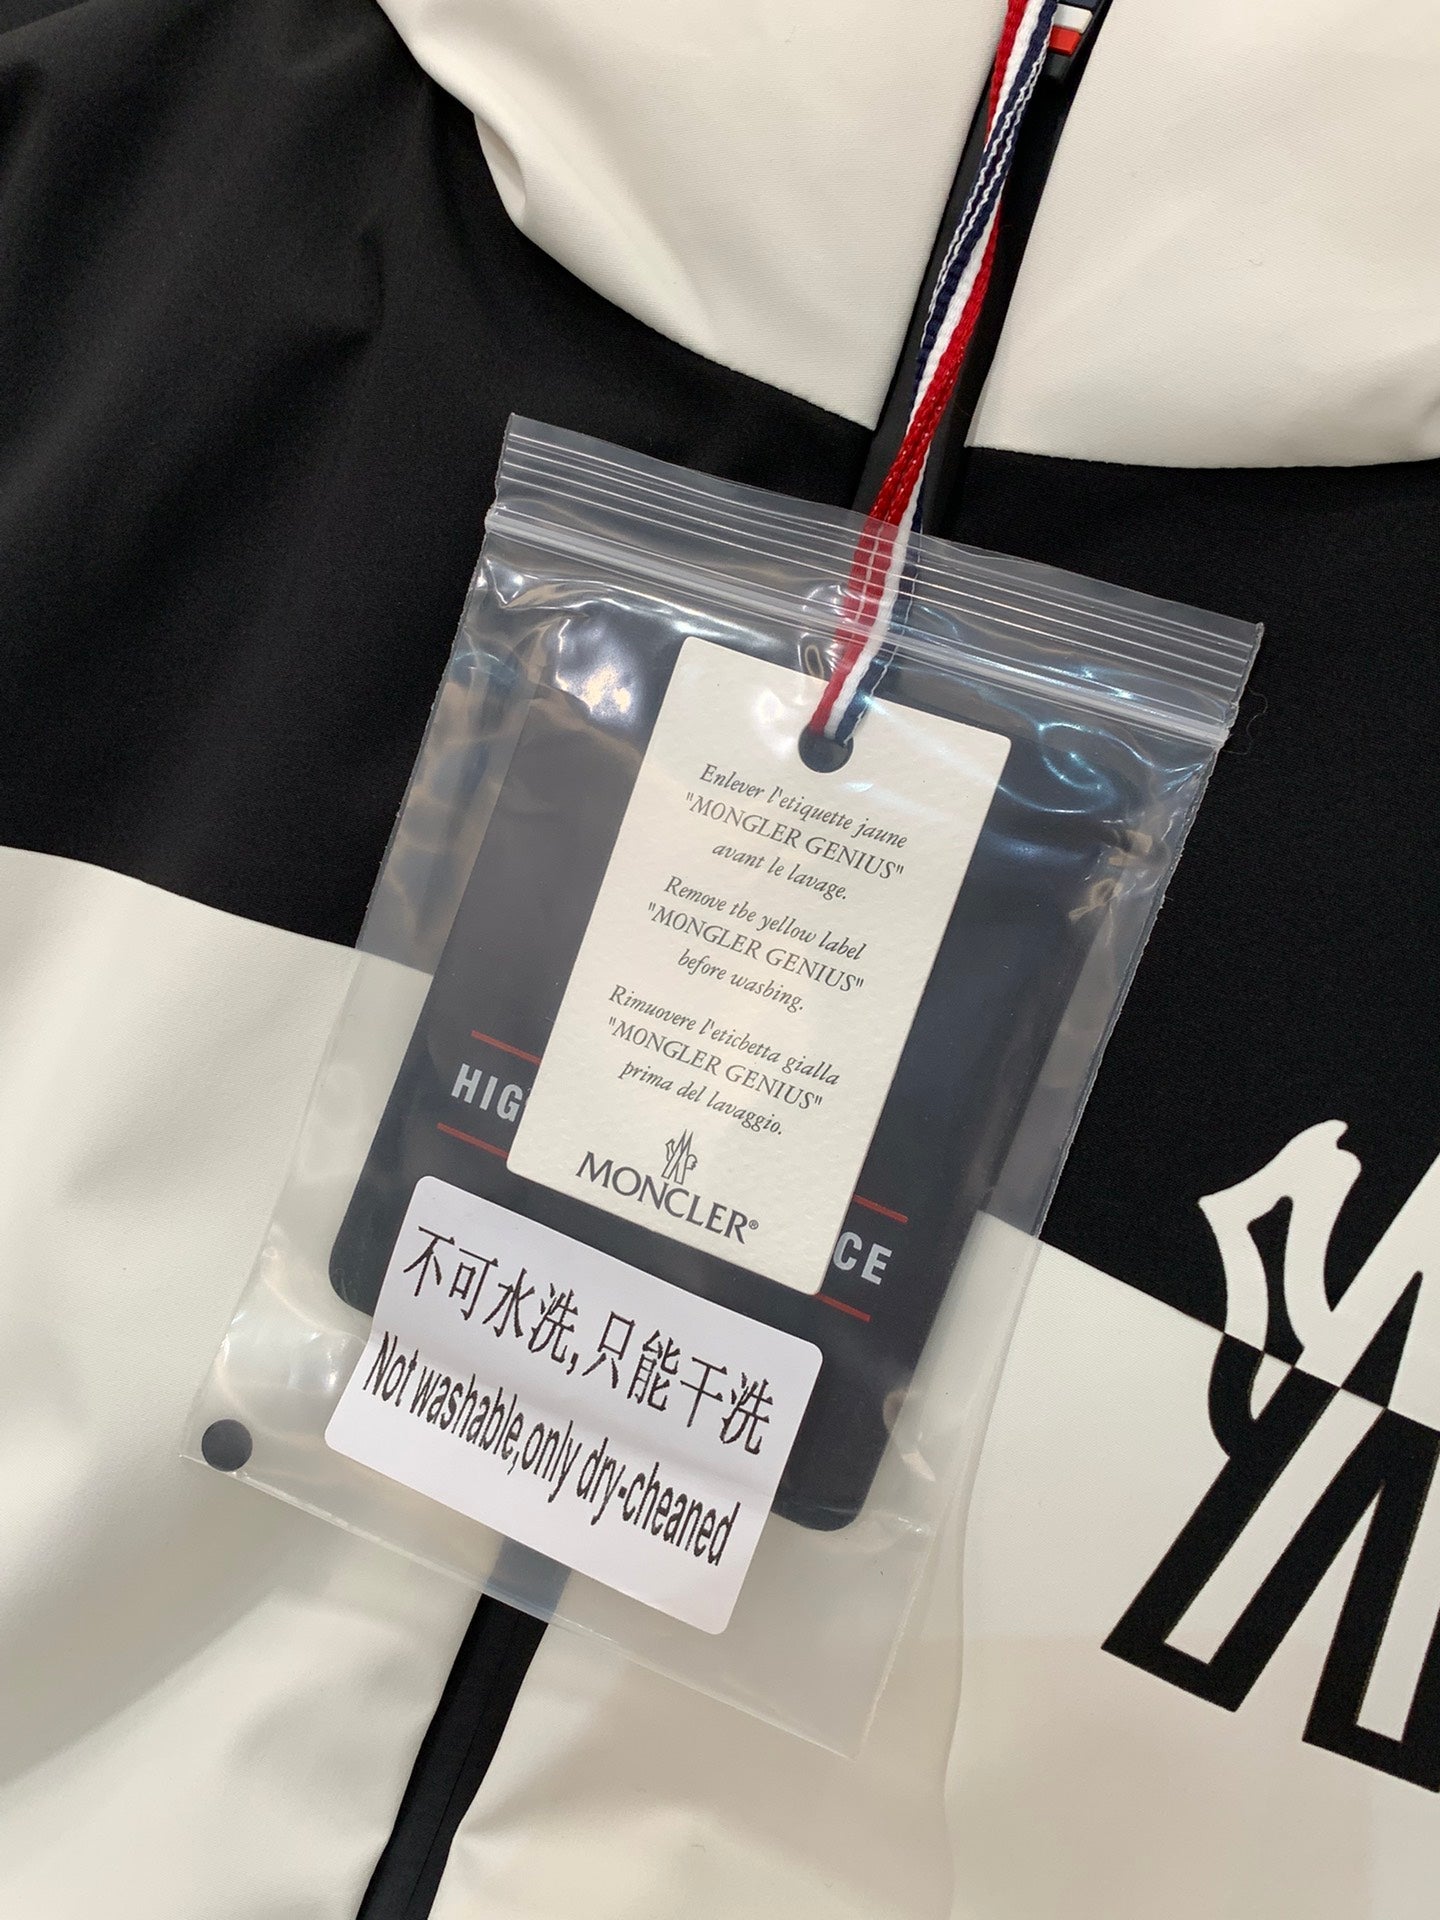 Enlever l'etiquette jaune
"MONGLER GENIUS"
avant le lavage.
Remove tbe yellow label
"MONGLER GENIUS"
before wasbing.
Rimuovere l'eticbetta gialla
"MONGLER GENIUS"
prima del lavaggio.
MONCLER®
HIG
CE
不可水洗,只能干洗
Not washable,only dry-cheaned